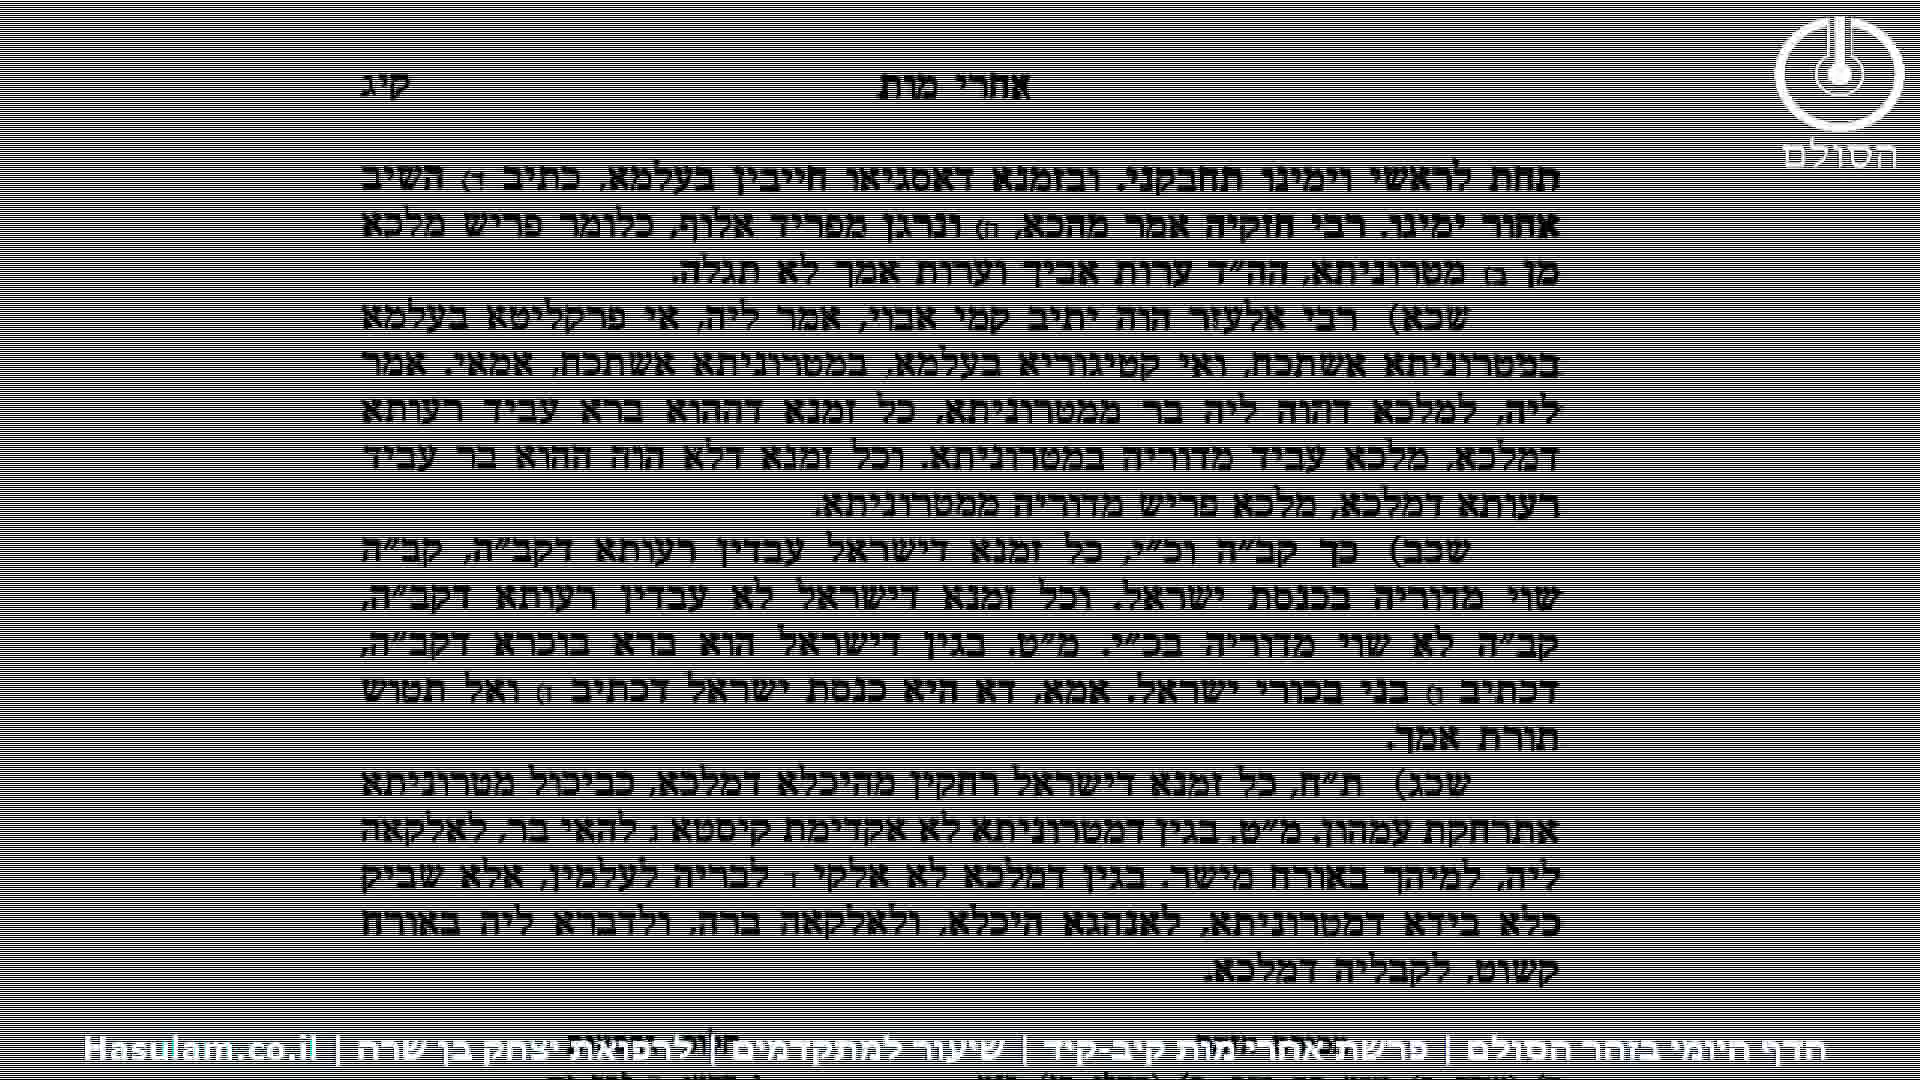 הסולם
אחרי מות קיג
תחת לראשי וימינו תחבקני. ובזמנא דאסגיאו חייבין בעלמא, כתיב ד) השיב
אחור ימינו. רבי חזקיה אמר מהכא, ה) ונרגן מפריד אלוף, כלומר פריש מלכא
מן ב] מטרוניתא, הה״ד ערות אביך וערות אמך לא תגלה.
שכא) רבי אלעזר הוה יתיב קמי אבוי, אמר ליה, אי פרקליטא בעלמא
במטרוניתא אשתכח, ואי קטיגוריא בעלמא, במטרוניתא אשתכח, אמאי. אמר
ליה, למלכא דהוה ליה בר ממטרוניתא, כל זמנא דההוא ברא עביד רעותא
דמלכא, מלכא עביד מדוריה במטרוניתא. וכל זמנא דלא הוה ההוא בר עביד
רעותא דמלכא, מלכא פריש מדוריה ממטרוניתא.
שכב) כך קב״ה וכ״י, כל זמנא דישראל עבדין רעותא דקב״ה, קב״ה
שוי מדוריה בכנסת ישראל. וכל זמנא דישראל לא עבדין רעותא דקב״ה,
קב״ה לא שוי מדוריה בכ״י. מ״ט. בגין דישראל הוא ברא בוכרא דקב״ה,
דכתיב ו) בני בכורי ישראל. אמא, דא היא כנסת ישראל דכתיב ז) ואל תטוש
תורת אמך.
שכג) ת״ח, כל זמנא דישראל רחקין מהיכלא דמלכא, כביכול מטרוניתא
אתרחקת עמהון. מ״ט. בגין דמטרוניתא לא אקדימת קיסטא להאי בר, לאלקאה
ליה, למיהך באורח מישר. בגין דמלכא לא אלקי לבריה לעלמין, אלא שביק
כלא בידא דמטרוניתא, לאנהגא היכלא, ולאלקאה ברה, ולדברא ליה באורח
קשוט, לקבליה דמלכא.
הדף היומי בזהר הסולם | פרשת אחרי מות קיב-קיד | שיעור למתקדמים | לרפואת יצחק בן שרה | Hasulam.co.il